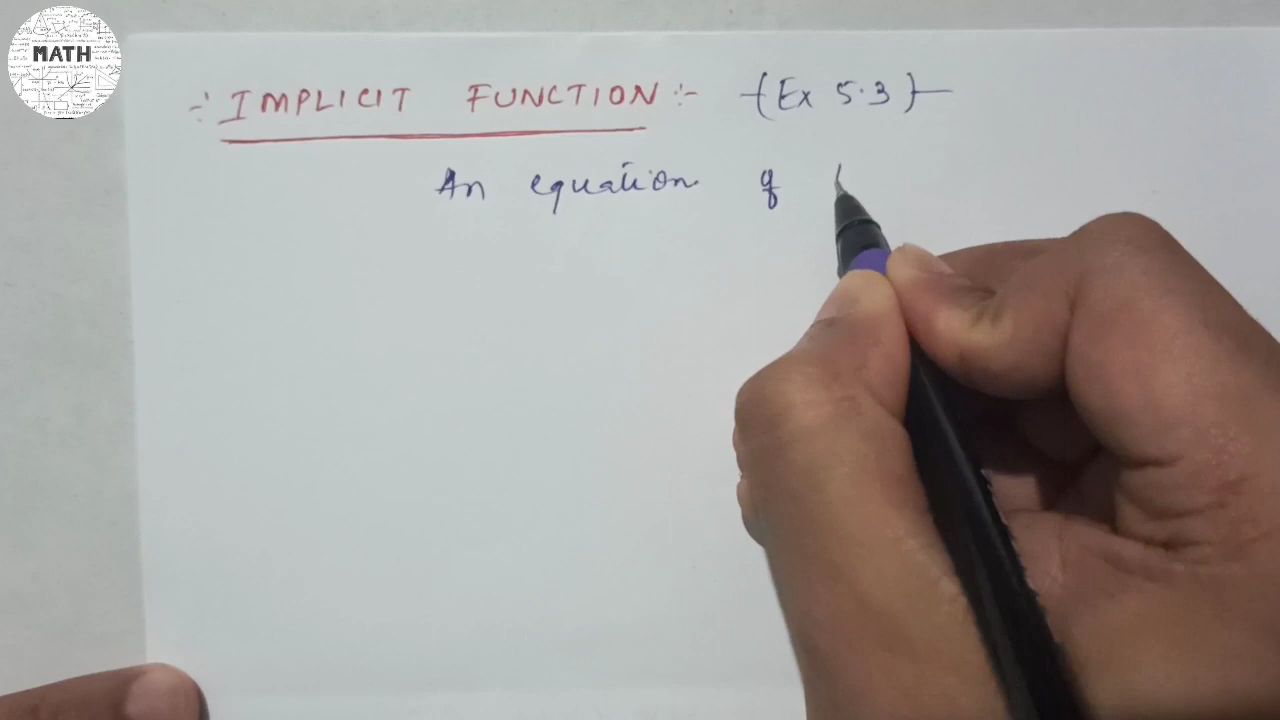 MATH
∴ IMPLICIT FUNCTION :- (Ex 5.3)
An equation of